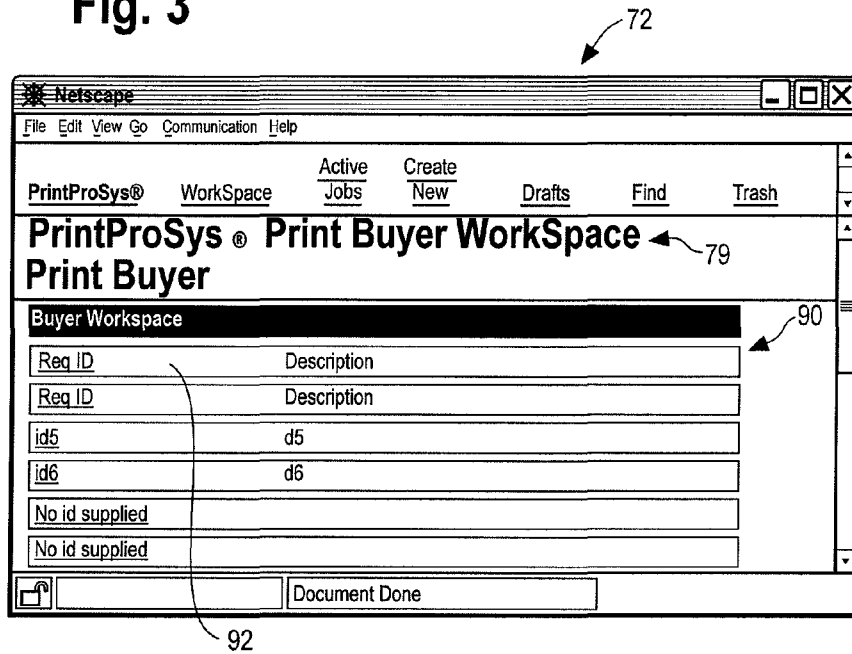 Fig. 3
72
Netscape
File Edit View Go Communication Help
Active Create
PrintProSys® WorkSpace Jobs New Drafts Find Trash
PrintProSys ® Print Buyer WorkSpace
79
Print Buyer
Buyer Workspace
90
Req ID Description
Req ID Description
id5 d5
id6 d6
No id supplied
No id supplied
Document Done
92